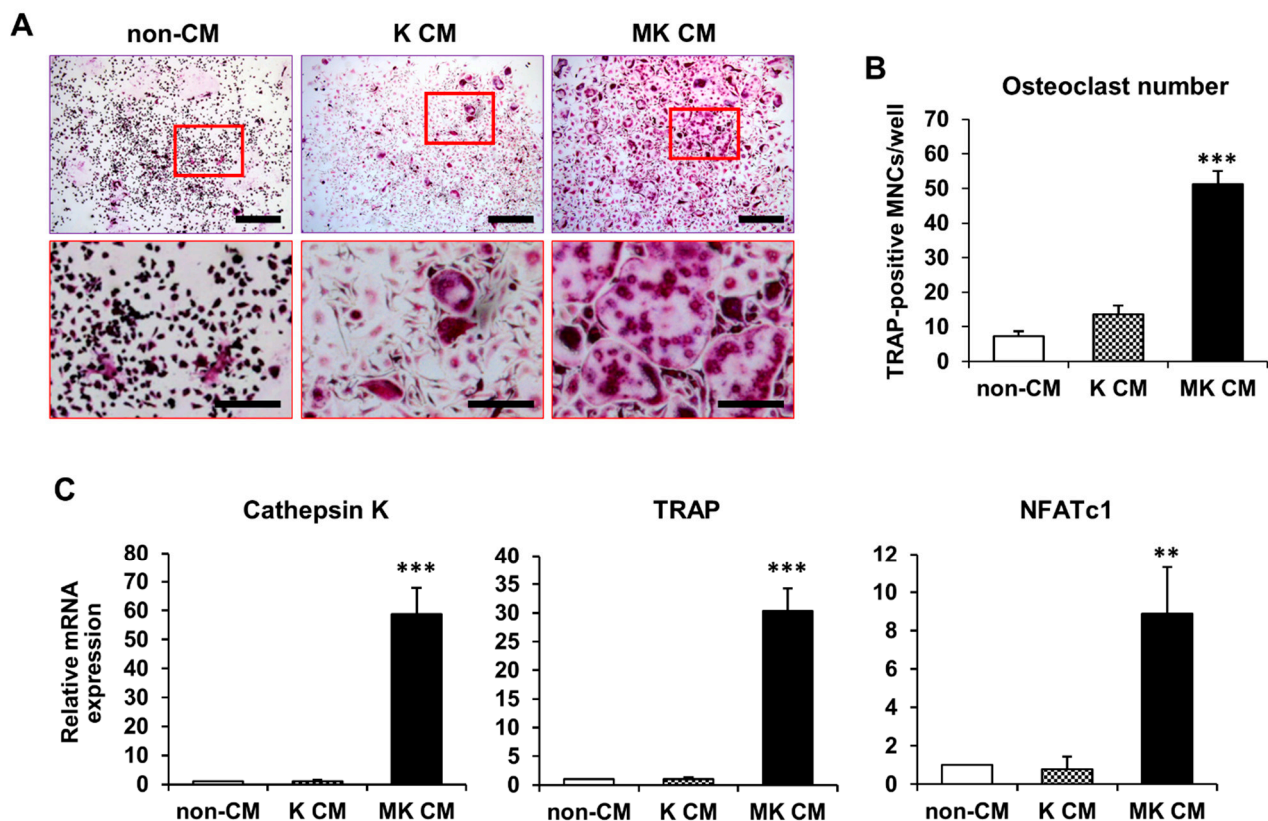 A
non-CM
K CM
MK CM
B
Osteoclast number
TRAP-positive MNCs/well
70
60
50
40
30
20
10
0
***
non-CM
K CM
MK CM
C
Cathepsin K
Relative mRNA
expression
80
70
60
50
40
30
20
10
0
***
non-CM
K CM
MK CM
TRAP
40
35
30
25
20
15
10
5
0
***
non-CM
K CM
MK CM
NFATc1
12
10
8
6
4
2
0
**
non-CM
K CM
MK CM